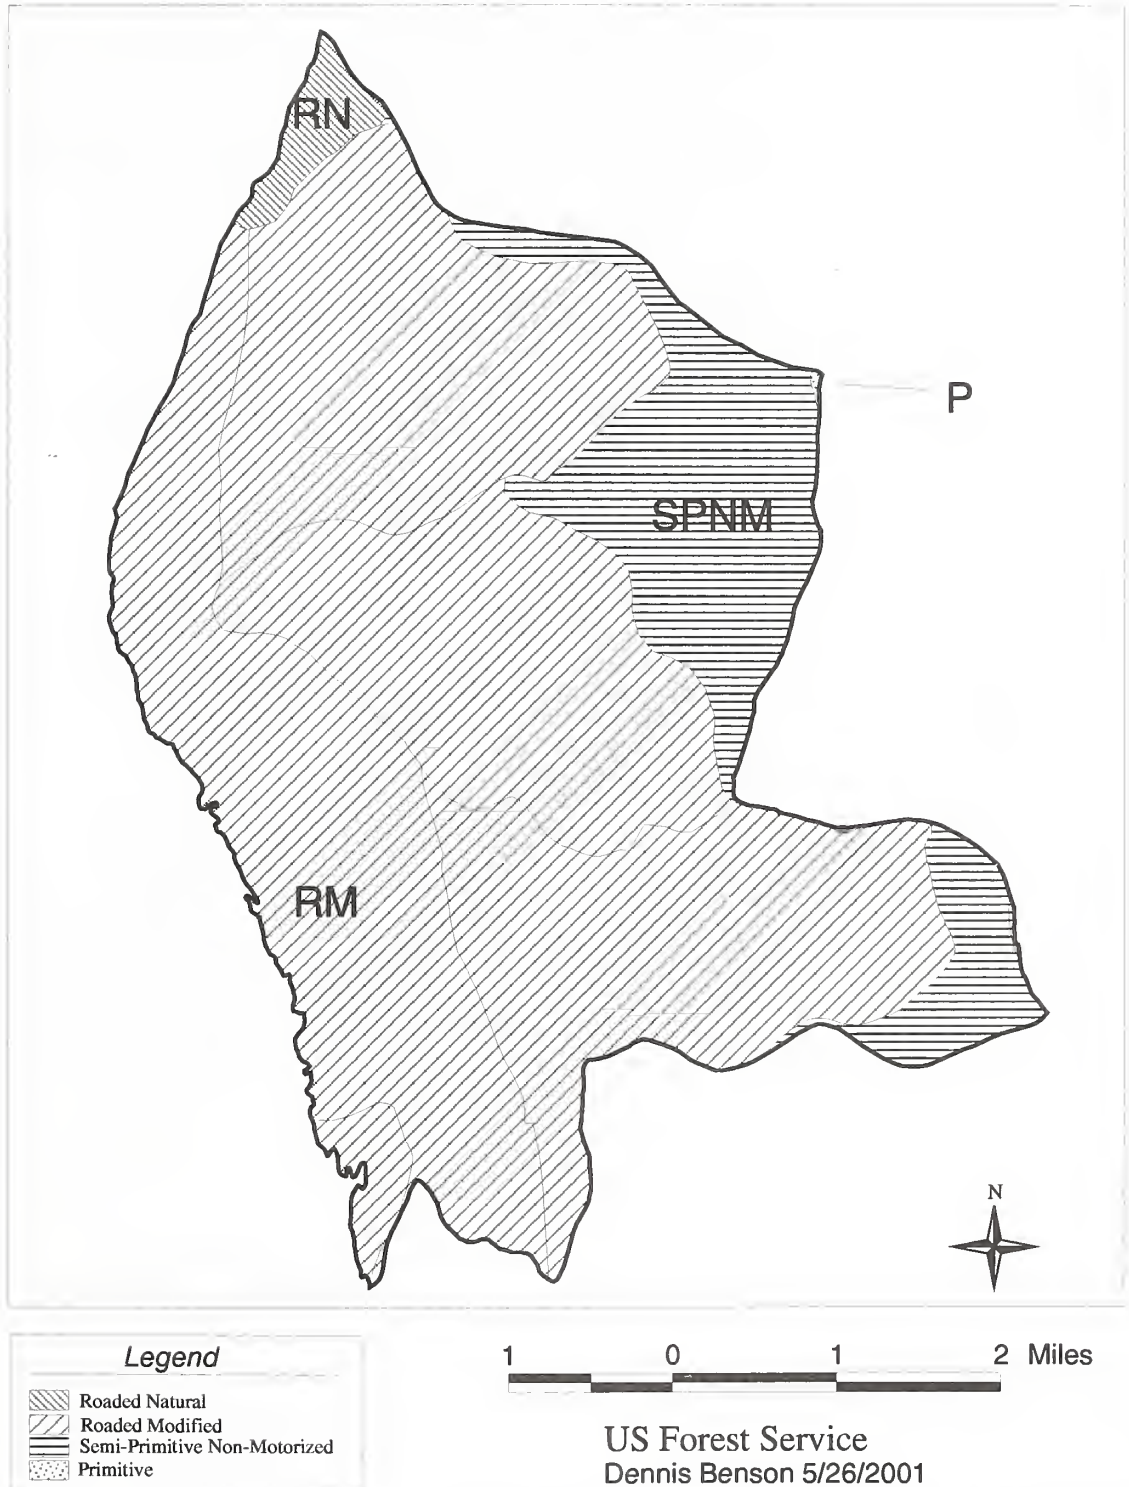 RN
P
SPNM
RM
N
Legend
Roaded Natural
Roaded Modified
Semi-Primitive Non-Motorized
Primitive
1 0 1 2 Miles
US Forest Service
Dennis Benson 5/26/2001